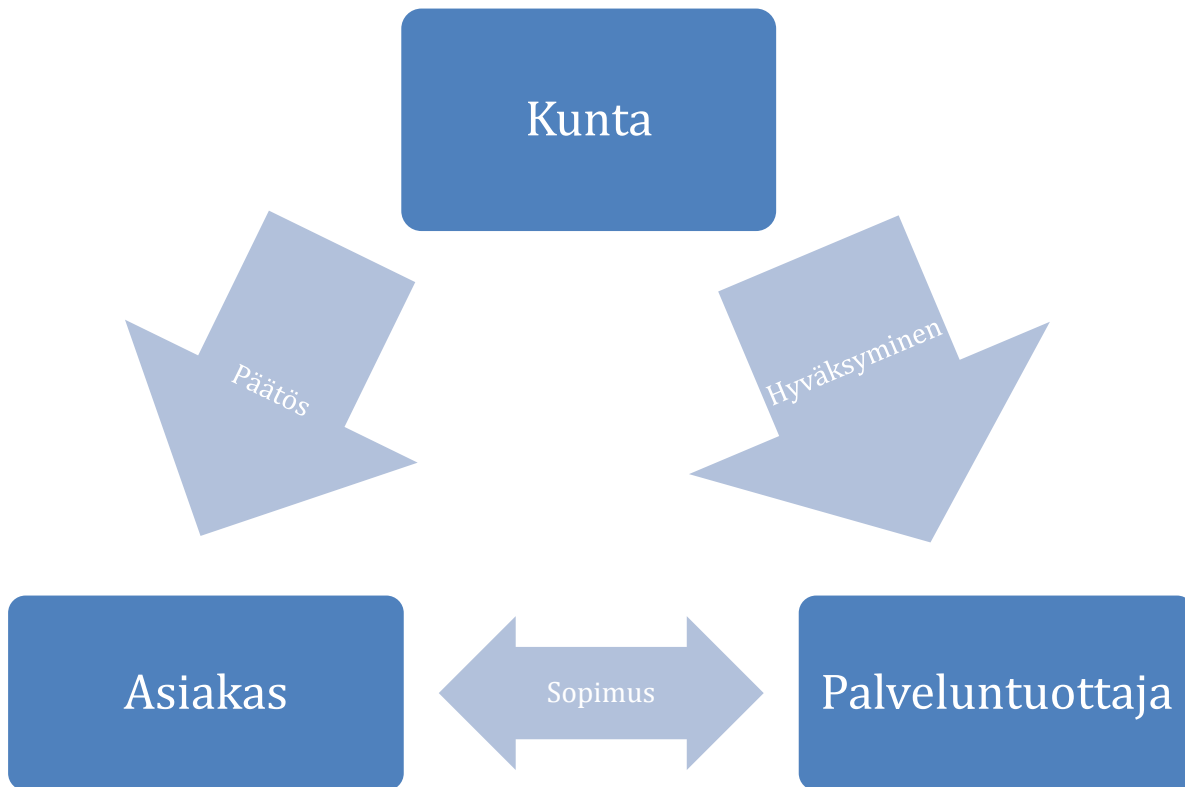 Kunta
Päätös
Hyväksyminen
Asiakas
Sopimus
Palveluntuottaja